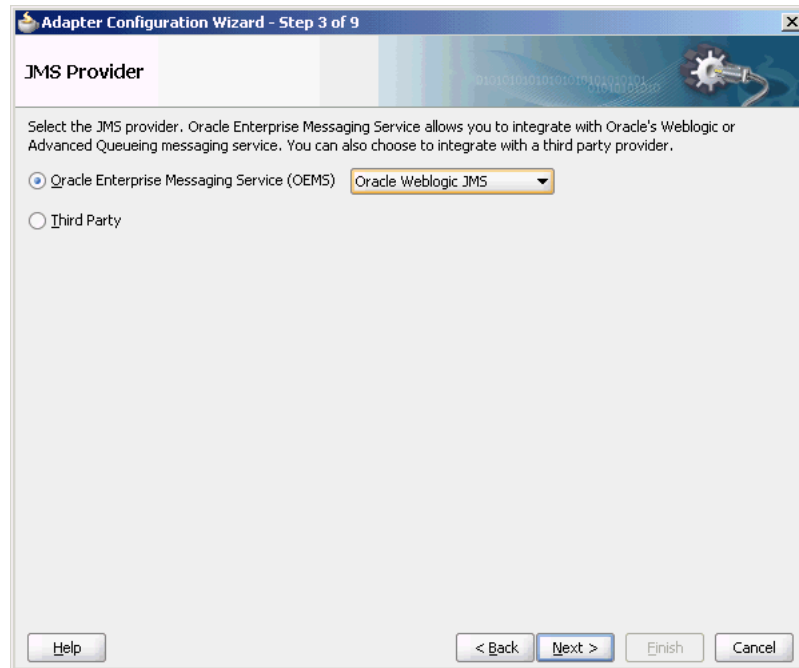 Adapter Configuration Wizard - Step 3 of 9
JMS Provider
Select the JMS provider. Oracle Enterprise Messaging Service allows you to integrate with Oracle's Weblogic or
Advanced Queueing messaging service. You can also choose to integrate with a third party provider.
Oracle Enterprise Messaging Service (OEMS) Oracle Weblogic JMS
Third Party
Help < Back Next > Finish Cancel